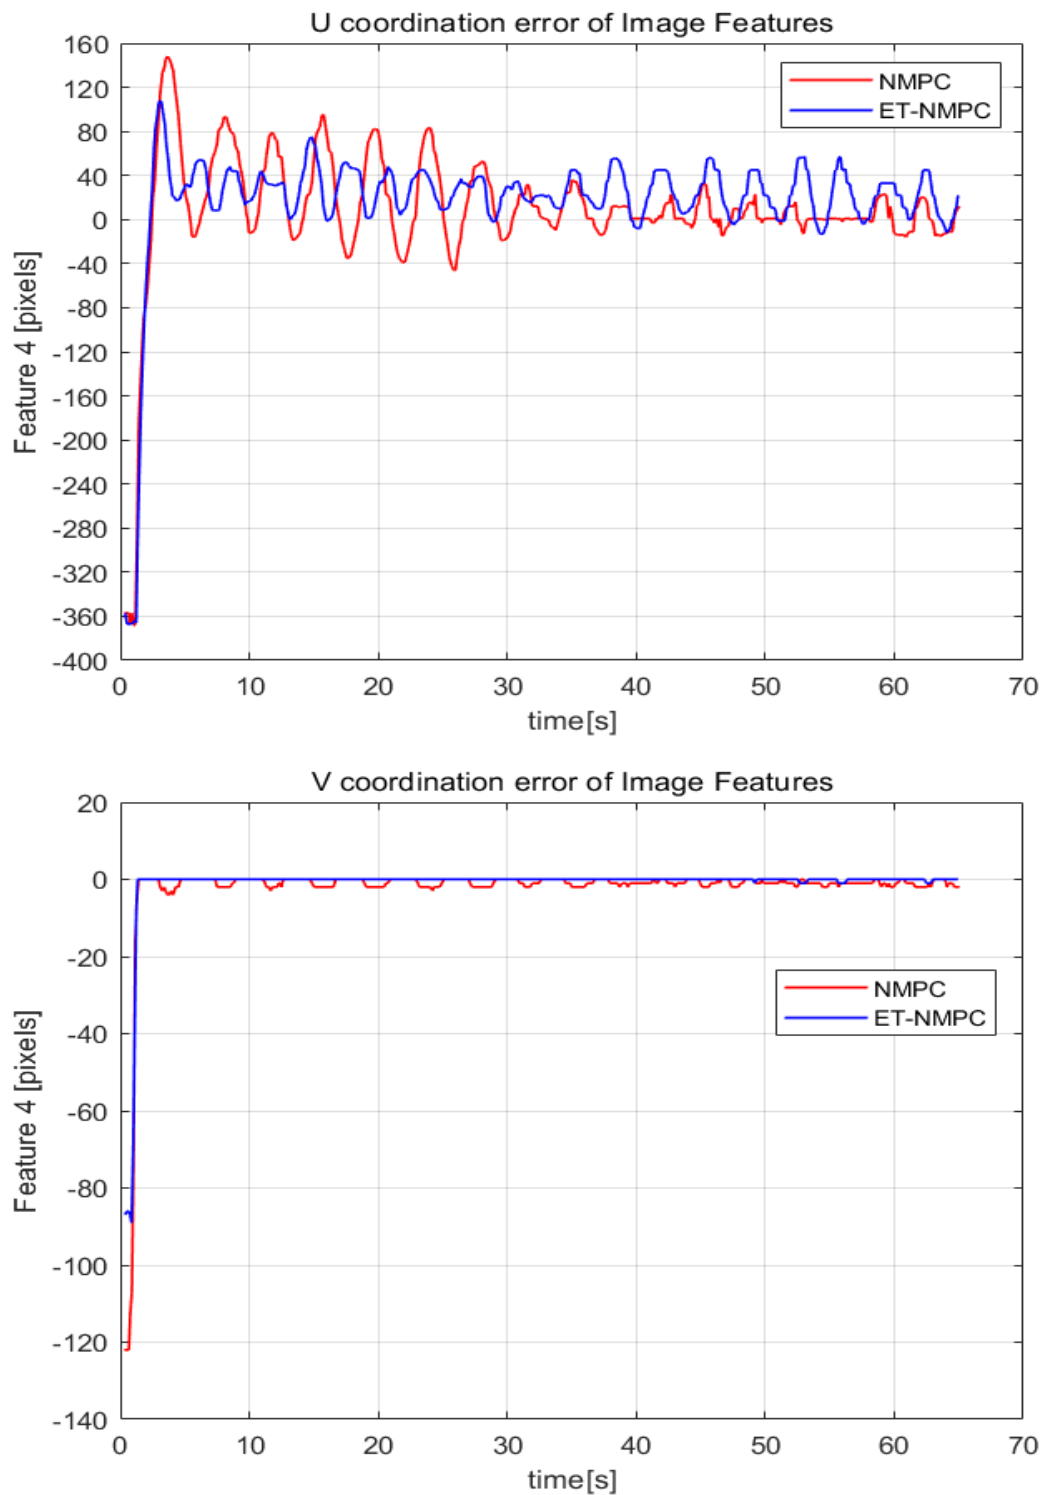 U coordination error of Image Features
160
120
80
40
0
-40
-80
-120
-160
-200
-240
-280
-320
-360
-400
Feature 4 [pixels]
NMPC
ET-NMPC
0 10 20 30 40 50 60 70
time[s]
V coordination error of Image Features
20
0
-20
-40
-60
-80
-100
-120
-140
Feature 4 [pixels]
NMPC
ET-NMPC
0 10 20 30 40 50 60 70
time[s]